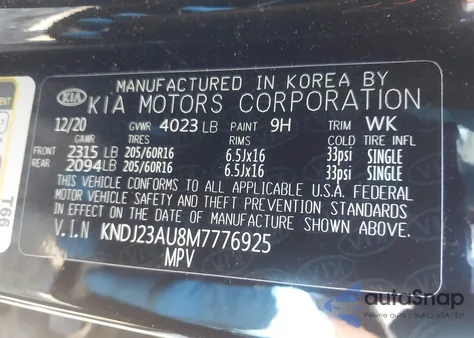 MANUFACTURED IN KOREA BY
KIA KIA MOTORS CORPORATION
12/20 GVWR 4023 LB PAINT 9H TRIM WK
GAWR TIRES RIMS COLD TIRE INFL
FRONT 2315 LB 205/60R16 6.5Jx16 33psi SINGLE
REAR 2094 LB 205/60R16 6.5Jx16 33psi SINGLE
THIS VEHICLE CONFORMS TO ALL APPLICABLE U.S.A. FEDERAL
MOTOR VEHICLE SAFETY AND THEFT PREVENTION STANDARDS
IN EFFECT ON THE DATE OF MANUFACTURE SHOWN ABOVE.
V.I.N KNDJ23AU8M7776925
MPV
T66
autoSnap